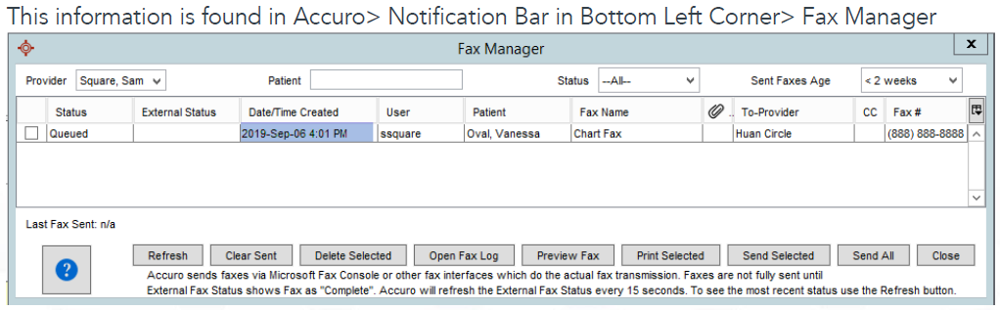 This information is found in Accuro> Notification Bar in Bottom Left Corner> Fax Manager
Fax Manager
x
Provider Square, Sam Patient Status --All-- Sent Faxes Age < 2 weeks
Status External Status Date/Time Created User Patient Fax Name .. To-Provider CC Fax #
Queued 2019-Sep-06 4:01 PM ssquare Oval, Vanessa Chart Fax Huan Circle (888) 888-8888
Last Fax Sent: n/a
? Refresh Clear Sent Delete Selected Open Fax Log Preview Fax Print Selected Send Selected Send All Close
Accuro sends faxes via Microsoft Fax Console or other fax interfaces which do the actual fax transmission. Faxes are not fully sent until
External Fax Status shows Fax as "Complete". Accuro will refresh the External Fax Status every 15 seconds. To see the most recent status use the Refresh button.